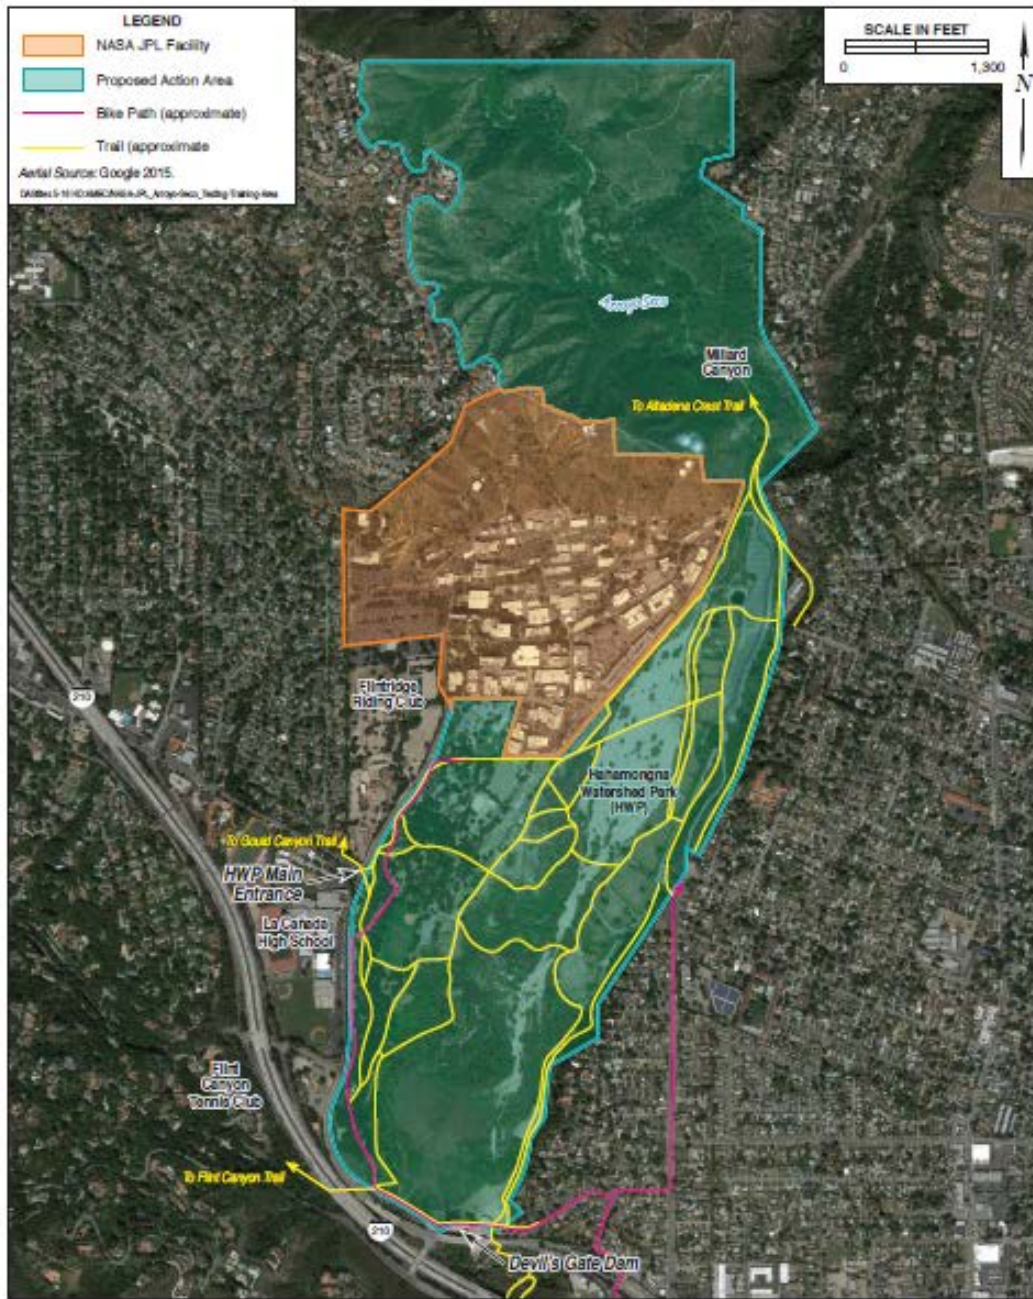 LEGEND
NASA JPL Facility
Proposed Action Area
Bike Path (approximate)
Trail (approximate
Aerial Source: Google 2015.
SCALE IN FEET
0 1,300
N
Arroyo Seco
Millard
Canyon
To Altadena Crest Trail
Flintridge
Riding Club
210
Hahamongna
Watershed Park
(HWP)
To Gould Canyon Trail
HWP Main
Entrance
La Canada
High School
Flint
Canyon
Tennis Club
To Flint Canyon Trail
210
Devil's Gate Dam